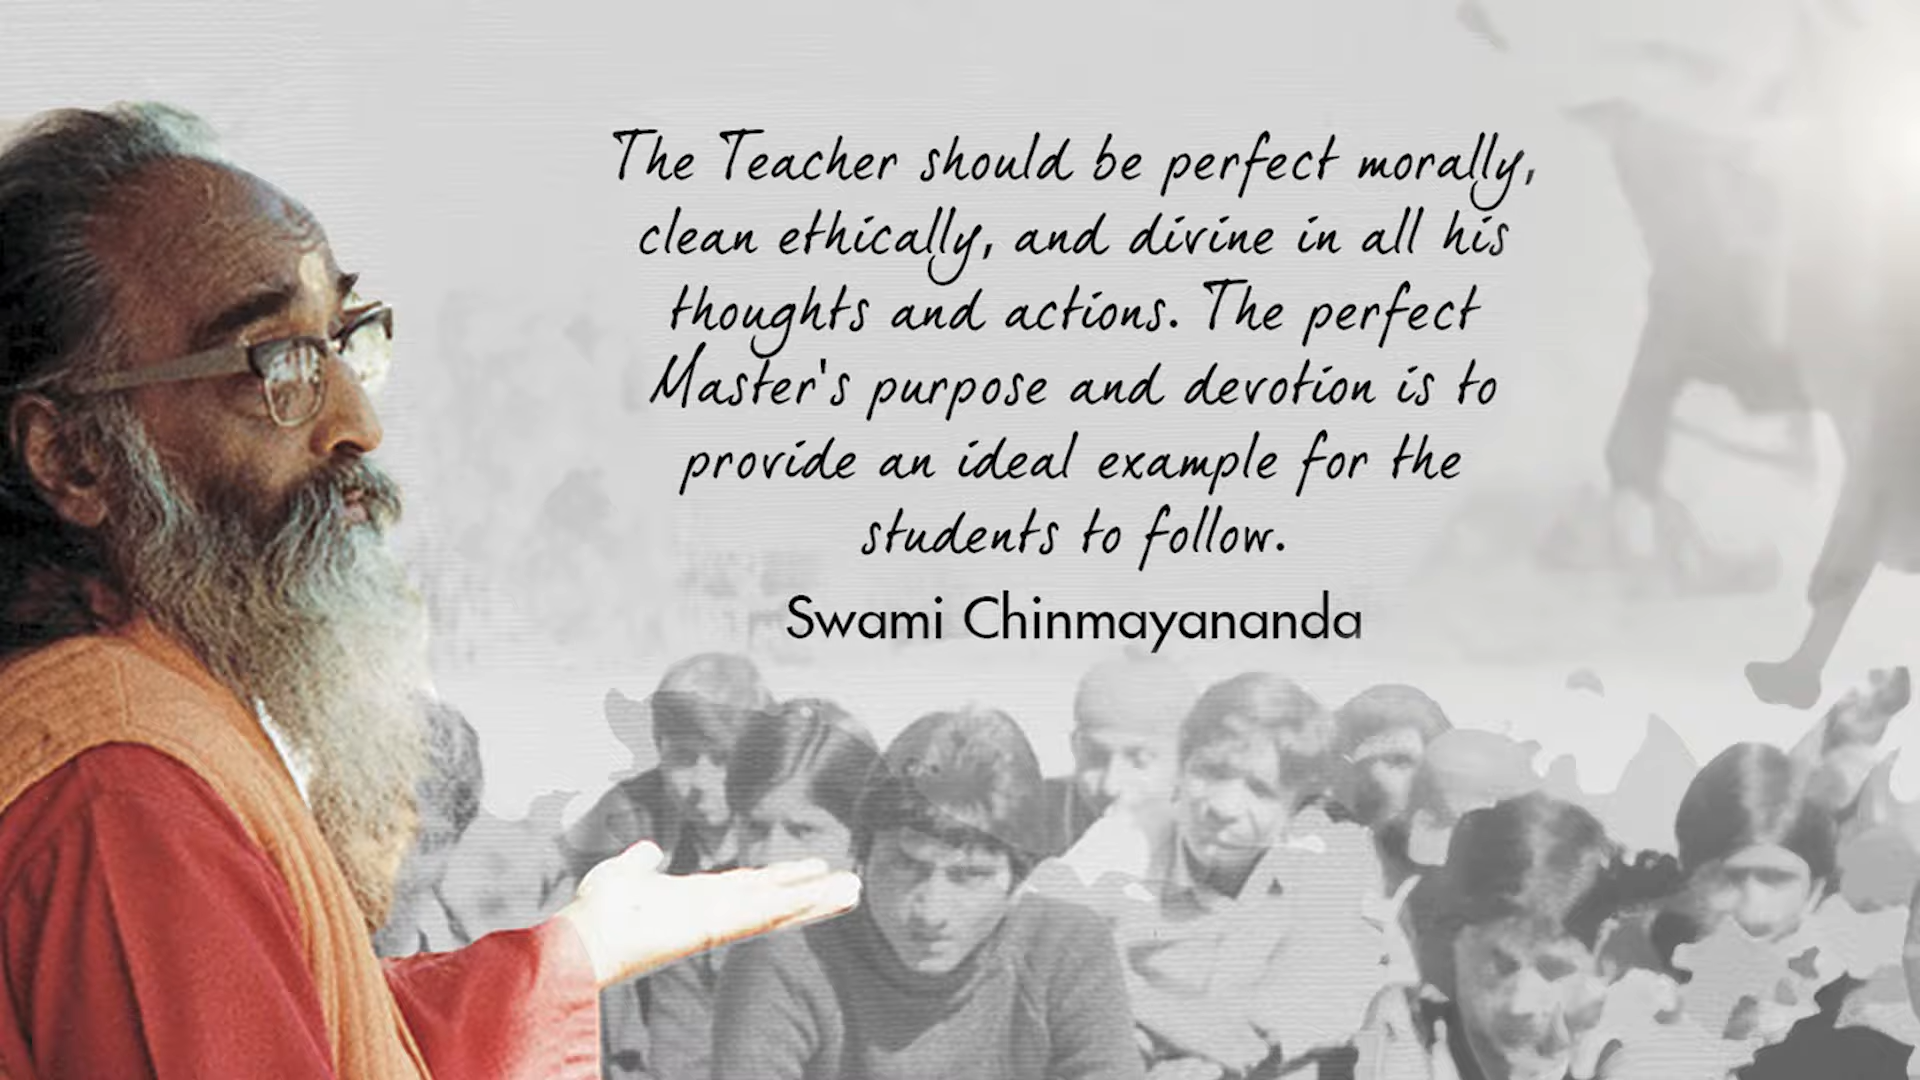 The Teacher should be perfect morally,
clean ethically, and divine in all his
thoughts and actions. The perfect
Master's purpose and devotion is to
provide an ideal example for the
students to follow.
Swami Chinmayananda